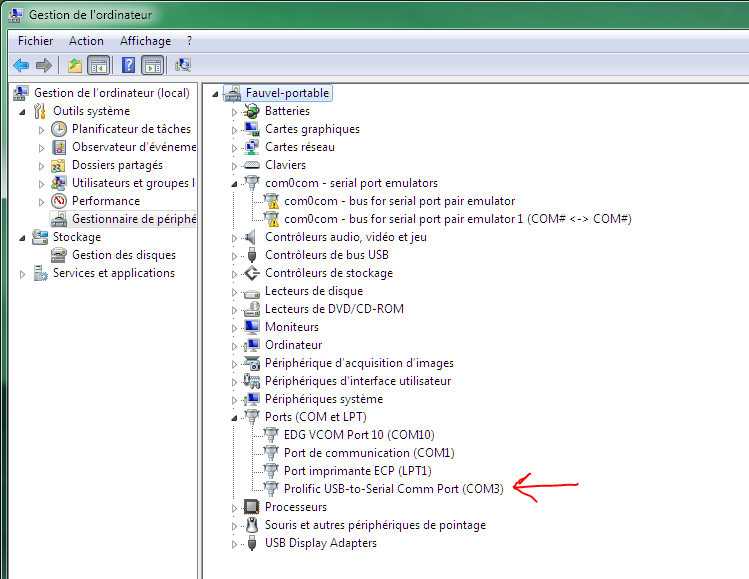 Gestion de l'ordinateur
Fichier Action Affichage ?
Gestion de l'ordinateur (local)
Outils système
Planificateur de tâches
Observateur d'événeme
Dossiers partagés
Utilisateurs et groupes l
Performance
Gestionnaire de périphé
Stockage
Gestion des disques
Services et applications
Fauvel-portable
Batteries
Cartes graphiques
Cartes réseau
Claviers
com0com - serial port emulators
com0com - bus for serial port pair emulator
com0com - bus for serial port pair emulator 1 (COM# <-> COM#)
Contrôleurs audio, vidéo et jeu
Contrôleurs de bus USB
Contrôleurs de stockage
Lecteurs de disque
Lecteurs de DVD/CD-ROM
Moniteurs
Ordinateur
Périphérique d'acquisition d'images
Périphériques d'interface utilisateur
Périphériques système
Ports (COM et LPT)
EDG VCOM Port 10 (COM10)
Port de communication (COM1)
Port imprimante ECP (LPT1)
Prolific USB-to-Serial Comm Port (COM3)
Processeurs
Souris et autres périphériques de pointage
USB Display Adapters